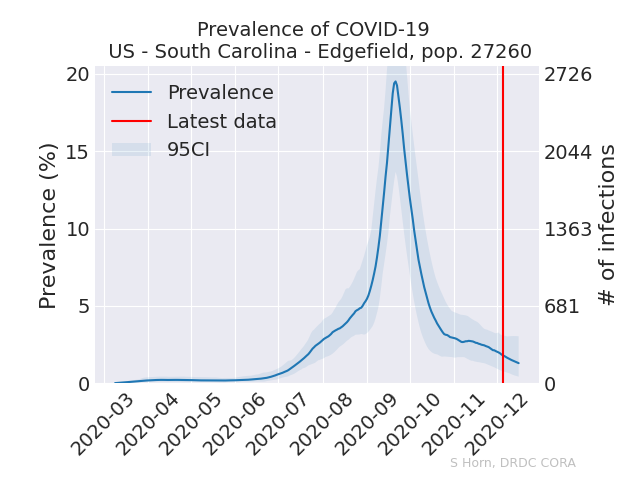 Prevalence of COVID-19
US - South Carolina - Edgefield, pop. 27260
Prevalence
Latest data
95CI
Prevalence (%)
20
15
10
5
0
2726
2044
1363
681
0
# of infections
2020-03
2020-04
2020-05
2020-06
2020-07
2020-08
2020-09
2020-10
2020-11
2020-12
S Horn, DRDC CORA